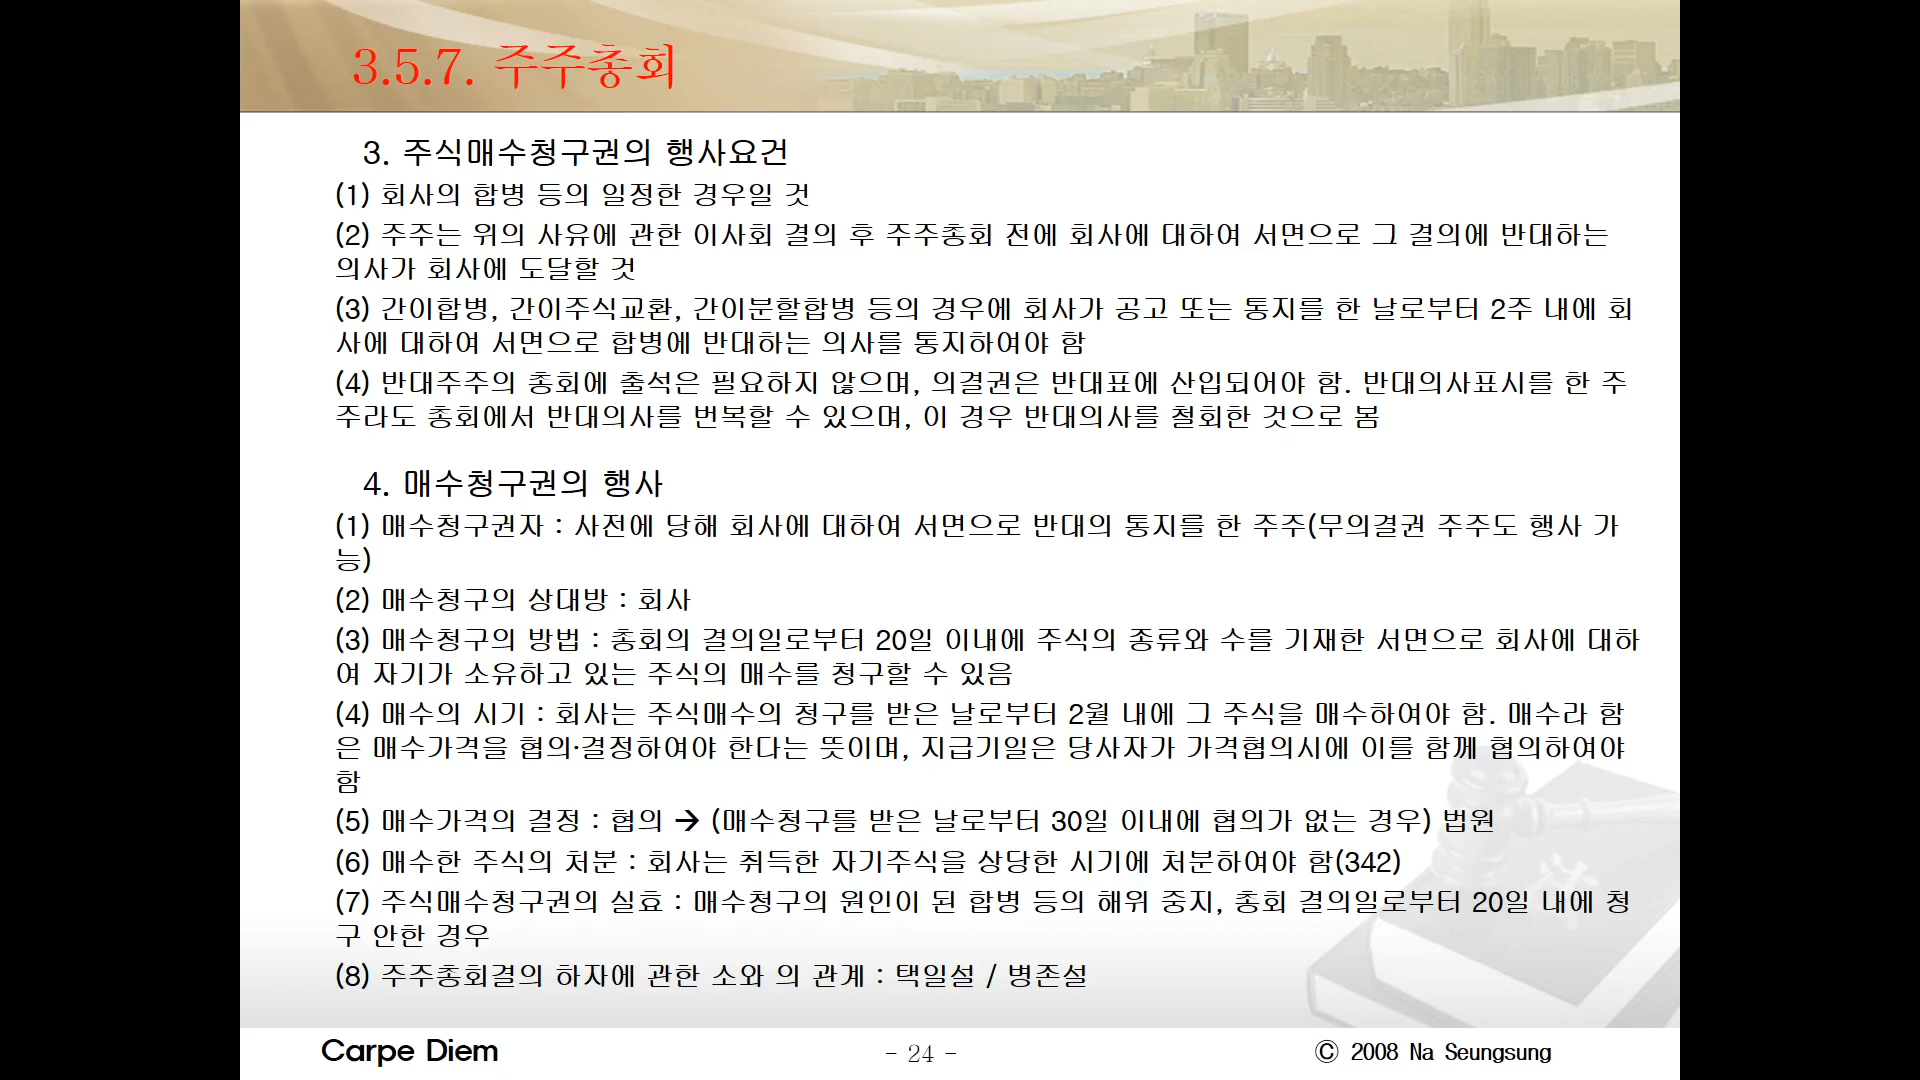 3.5.7. 주주총회
3. 주식매수청구권의 행사요건
(1) 회사의 합병 등의 일정한 경우일 것
(2) 주주는 위의 사유에 관한 이사회 결의 후 주주총회 전에 회사에 대하여 서면으로 그 결의에 반대하는
의사가 회사에 도달할 것
(3) 간이합병, 간이주식교환, 간이분할합병 등의 경우에 회사가 공고 또는 통지를 한 날로부터 2주 내에 회
사에 대하여 서면으로 합병에 반대하는 의사를 통지하여야 함
(4) 반대주주의 총회에 출석은 필요하지 않으며, 의결권은 반대표에 산입되어야 함. 반대의사표시를 한 주
주라도 총회에서 반대의사를 번복할 수 있으며, 이 경우 반대의사를 철회한 것으로 봄
4. 매수청구권의 행사
(1) 매수청구권자 : 사전에 당해 회사에 대하여 서면으로 반대의 통지를 한 주주(무의결권 주주도 행사 가
능)
(2) 매수청구의 상대방 : 회사
(3) 매수청구의 방법 : 총회의 결의일로부터 20일 이내에 주식의 종류와 수를 기재한 서면으로 회사에 대하
여 자기가 소유하고 있는 주식의 매수를 청구할 수 있음
(4) 매수의 시기 : 회사는 주식매수의 청구를 받은 날로부터 2월 내에 그 주식을 매수하여야 함. 매수라 함
은 매수가격을 협의·결정하여야 한다는 뜻이며, 지급기일은 당사자가 가격협의시에 이를 함께 협의하여야
함
(5) 매수가격의 결정 : 협의 → (매수청구를 받은 날로부터 30일 이내에 협의가 없는 경우) 법원
(6) 매수한 주식의 처분 : 회사는 취득한 자기주식을 상당한 시기에 처분하여야 함(342)
(7) 주식매수청구권의 실효 : 매수청구의 원인이 된 합병 등의 해위 중지, 총회 결의일로부터 20일 내에 청
구 안한 경우
(8) 주주총회결의 하자에 관한 소와 의 관계 : 택일설 / 병존설
Carpe Diem
- 24 -
© 2008 Na Seungsung